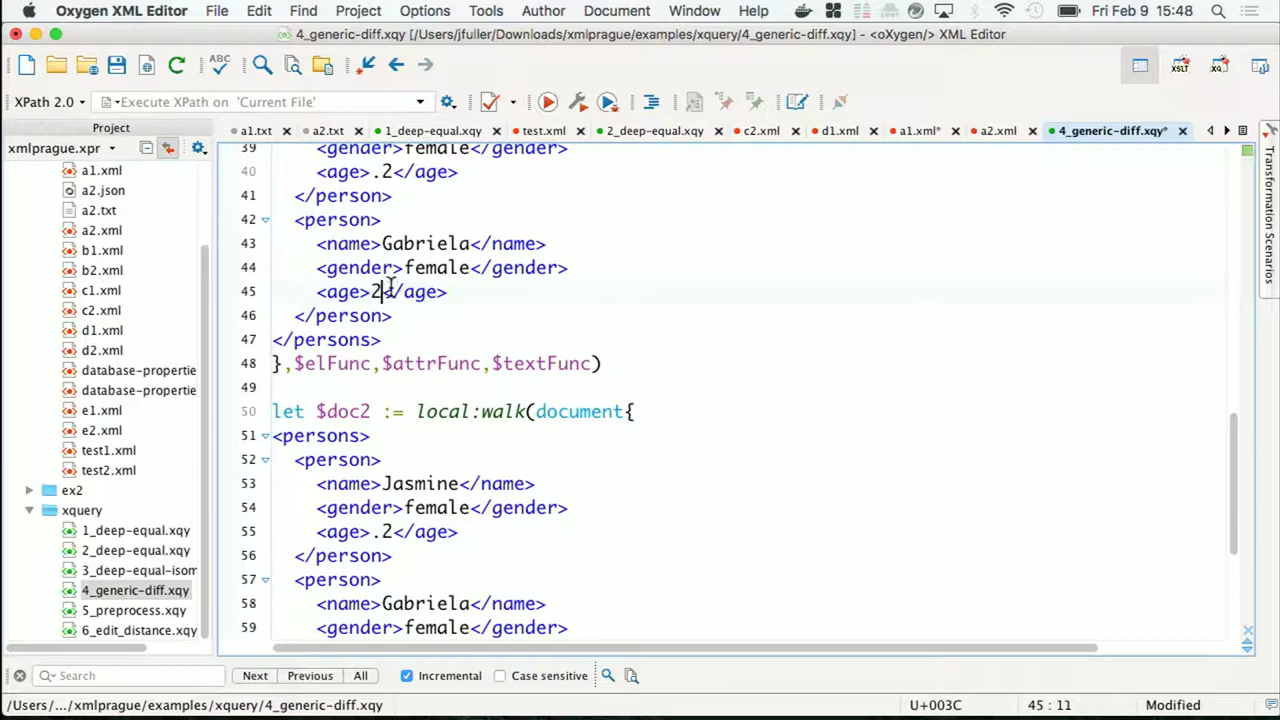 Oxygen XML Editor File Edit Find Project Options Tools Author Document Window Help Fri Feb 9 15:48
4_generic-diff.xqy [/Users/jfuller/Downloads/xmlprague/examples/xquery/4_generic-diff.xqy] - <oXygen/> XML Editor
XPath 2.0 Execute XPath on 'Current File'
Project
a1.txt a2.txt 1_deep-equal.xqy test.xml 2_deep-equal.xqy c2.xml d1.xml a1.xml* a2.xml 4_generic-diff.xqy*
xmlprague.xpr
a1.xml
a2.json
a2.txt
a2.xml
b1.xml
b2.xml
c1.xml
c2.xml
d1.xml
d2.xml
database-propertie
database-propertie
e1.xml
e2.xml
test1.xml
test2.xml
ex2
xquery
1_deep-equal.xqy
2_deep-equal.xqy
3_deep-equal-isom
4_generic-diff.xqy
5_preprocess.xqy
6_edit_distance.xqy
39 <gender>female</gender>
40 <age>.2</age>
41 </person>
42 <person>
43 <name>Gabriela</name>
44 <gender>female</gender>
45 <age>2</age>
46 </person>
47 </persons>
48 },$elFunc,$attrFunc,$textFunc)
49
50 let $doc2 := local:walk(document{
51 <persons>
52 <person>
53 <name>Jasmine</name>
54 <gender>female</gender>
55 <age>.2</age>
56 </person>
57 <person>
58 <name>Gabriela</name>
59 <gender>female</gender>
Transformation Scenarios
Search Next Previous All Incremental Case sensitive
/Users/.../xmlprague/examples/xquery/4_generic-diff.xqy U+003C 45 : 11 Modified